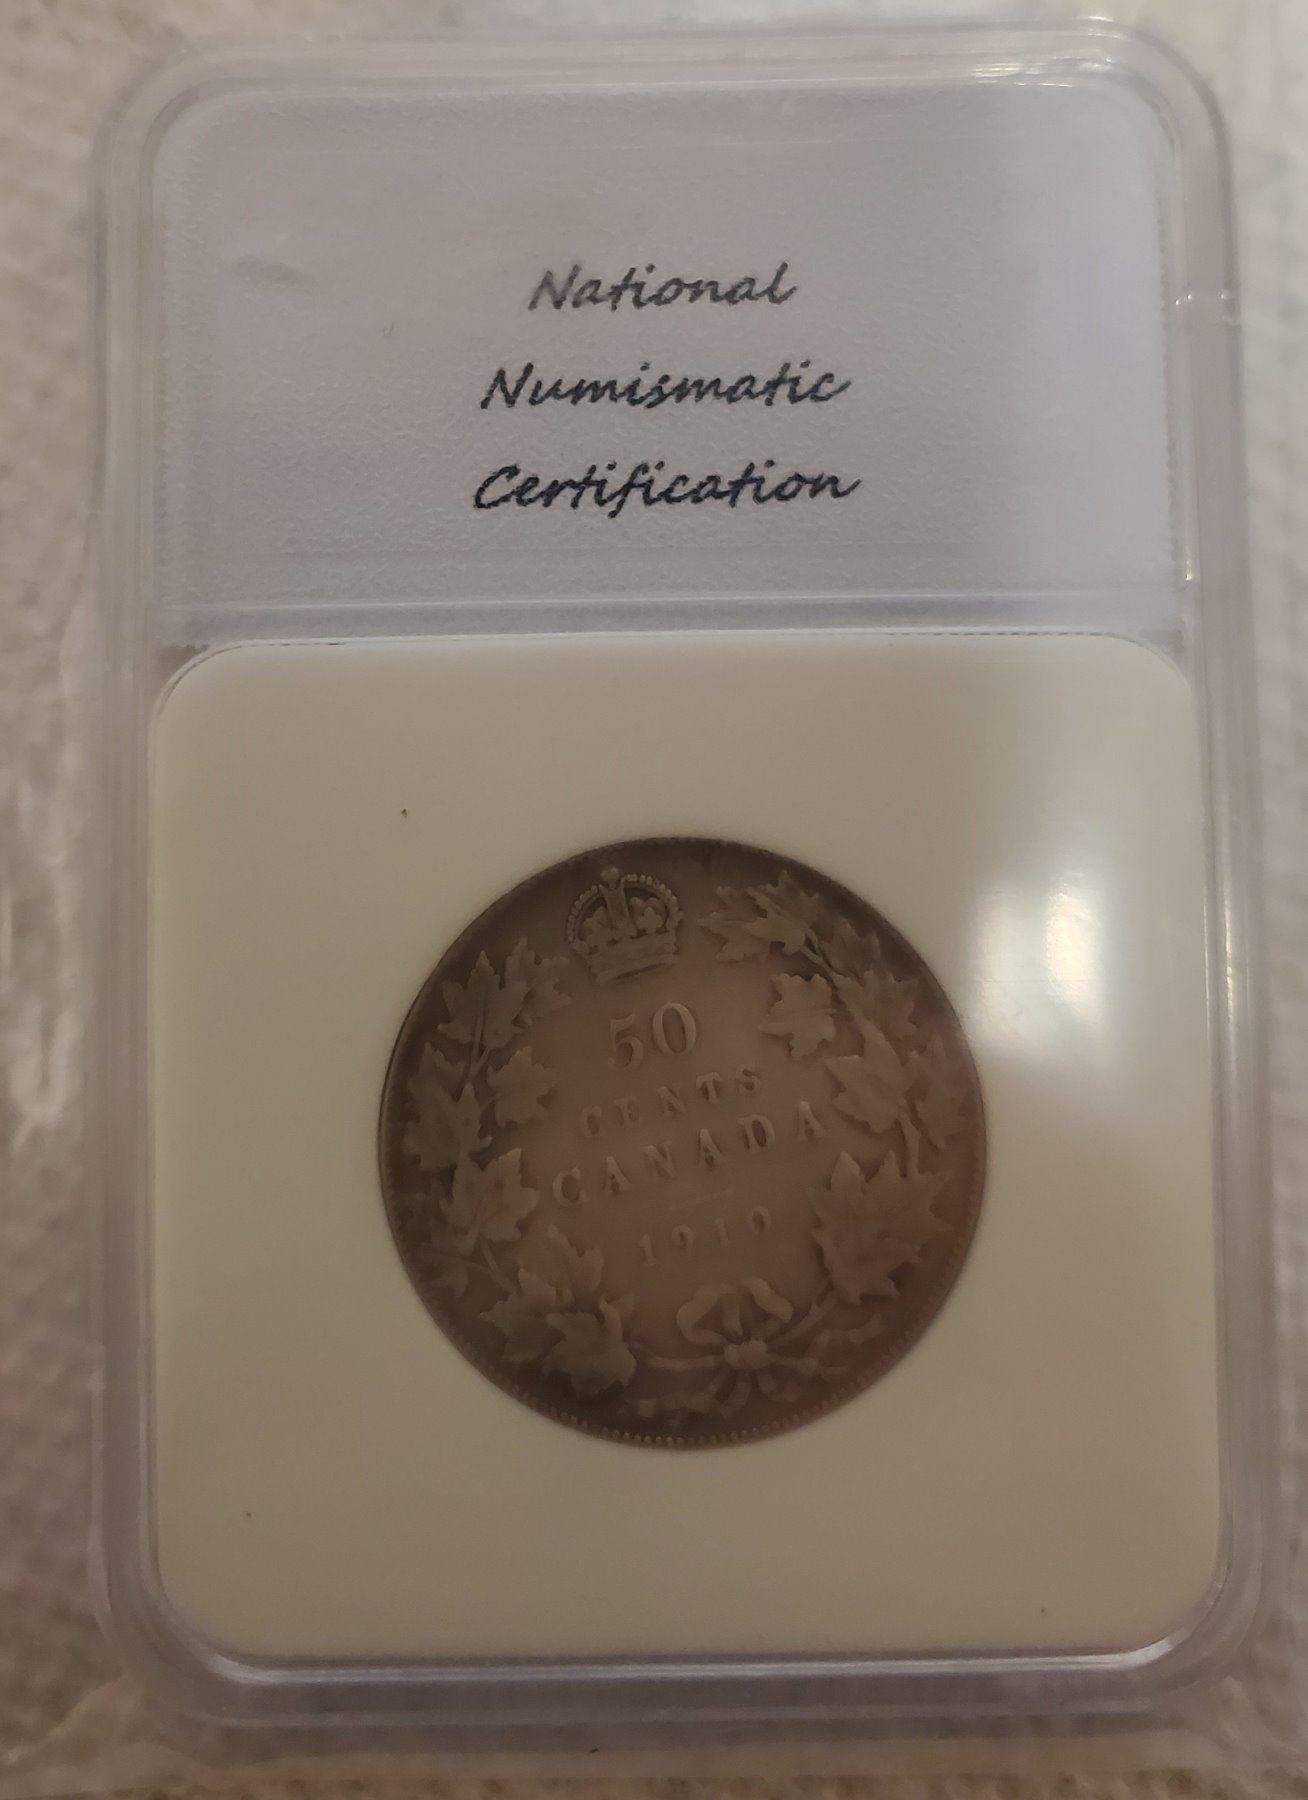 National
Numismatic
Certification
50
CENTS
CANADA
1910